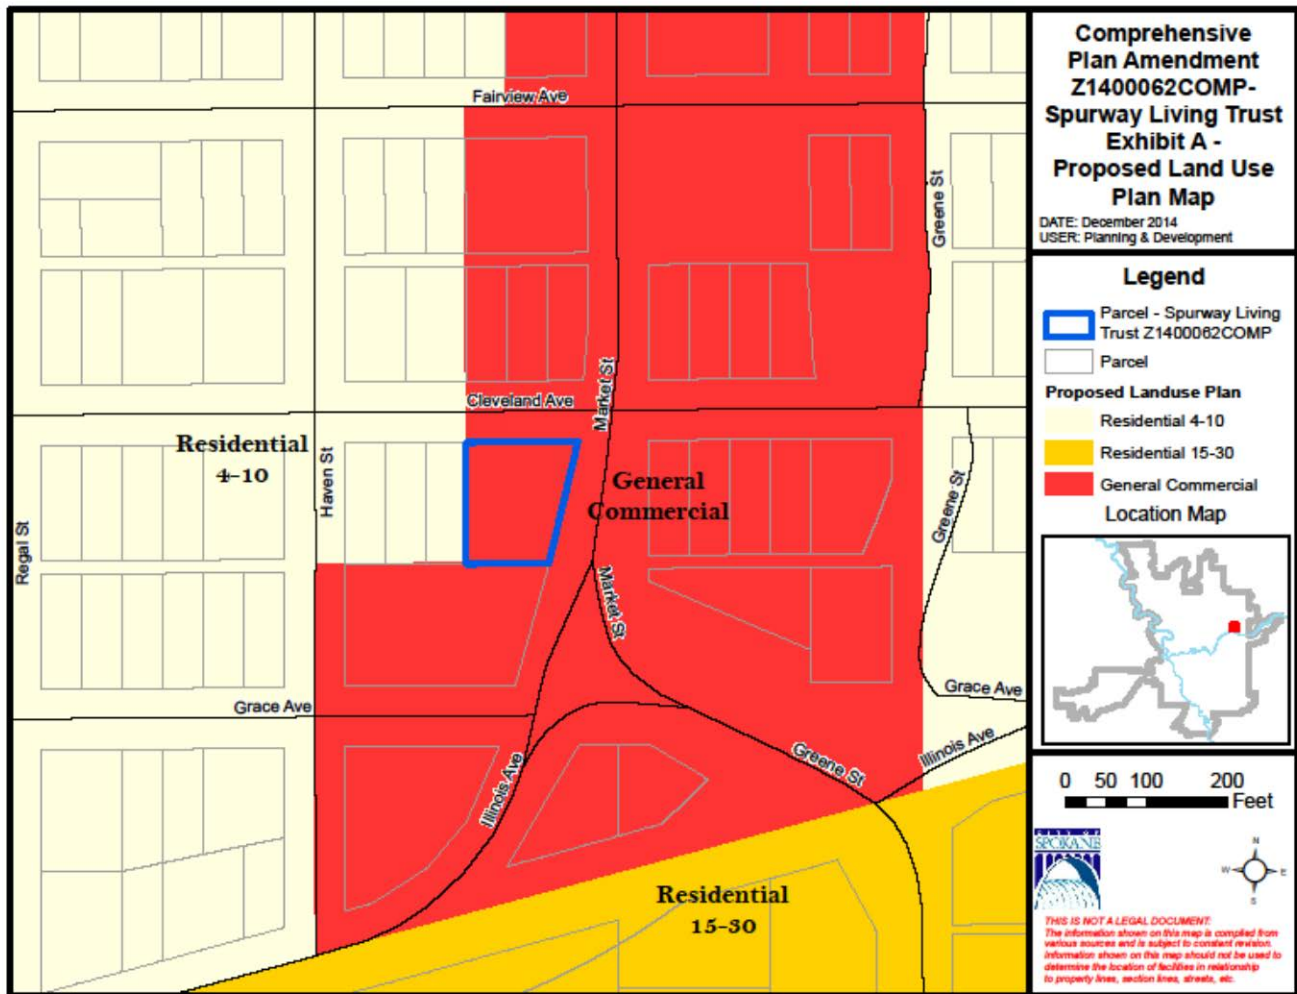 Comprehensive
Plan Amendment
Z1400062COMP-
Spurway Living Trust
Exhibit A -
Proposed Land Use
Plan Map
DATE: December 2014
USER: Planning & Development
Legend
Parcel - Spurway Living
Trust Z1400062COMP
Parcel
Proposed Landuse Plan
Residential 4-10
Residential 15-30
General Commercial
Location Map
0 50 100 200
Feet
SPOKANE
N
W E
S
THIS IS NOT A LEGAL DOCUMENT:
The information shown on this map is compiled from
various sources and is subject to constant revision.
Information shown on this map should not be used to
determine the location of facilities in relationship
to property lines, section lines, streets, etc.
Fairview Ave
Greene St
Market St
Cleveland Ave
Residential
4-10
Haven St
General
Commercial
Greene St
Regal St
Market St
Grace Ave
Grace Ave
Illinois Ave
Greene St
Illinois Ave
Residential
15-30